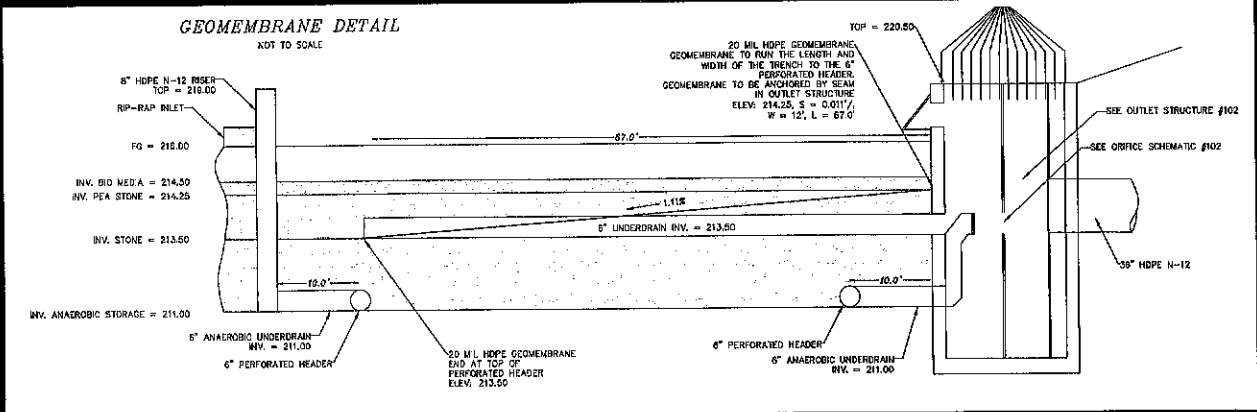 GEOMEMBRANE DETAIL
NOT TO SCALE
8" HDPE N-12 RISER
TOP = 218.00
RIP-RAP INLET
FG = 216.00
INV. BIO MEDIA = 214.50
INV. PEA STONE = 214.25
INV. STONE = 213.50
INV. ANAEROBIC STORAGE = 211.00
6" ANAEROBIC UNDERDRAIN
INV. = 211.00
6" PERFORATED HEADER
10.0'
67.0'
1.11%
6" UNDERDRAIN INV. = 213.50
20 MIL HDPE GEOMEMBRANE
END AT TOP OF
PERFORATED HEADER
ELEV: 213.50
20 MIL HDPE GEOMEMBRANE
GEOMEMBRANE TO RUN THE LENGTH AND
WIDTH OF THE TRENCH TO THE 6"
PERFORATED HEADER.
GEOMEMBRANE TO BE ANCHORED BY SEAM
IN OUTLET STRUCTURE
ELEV: 214.25, S = 0.011'/,
W = 12', L = 67.0'
TOP = 220.50
SEE OUTLET STRUCTURE #102
SEE ORIFICE SCHEMATIC #102
36" HDPE N-12
10.0'
6" PERFORATED HEADER
6" ANAEROBIC UNDERDRAIN
INV. = 211.00